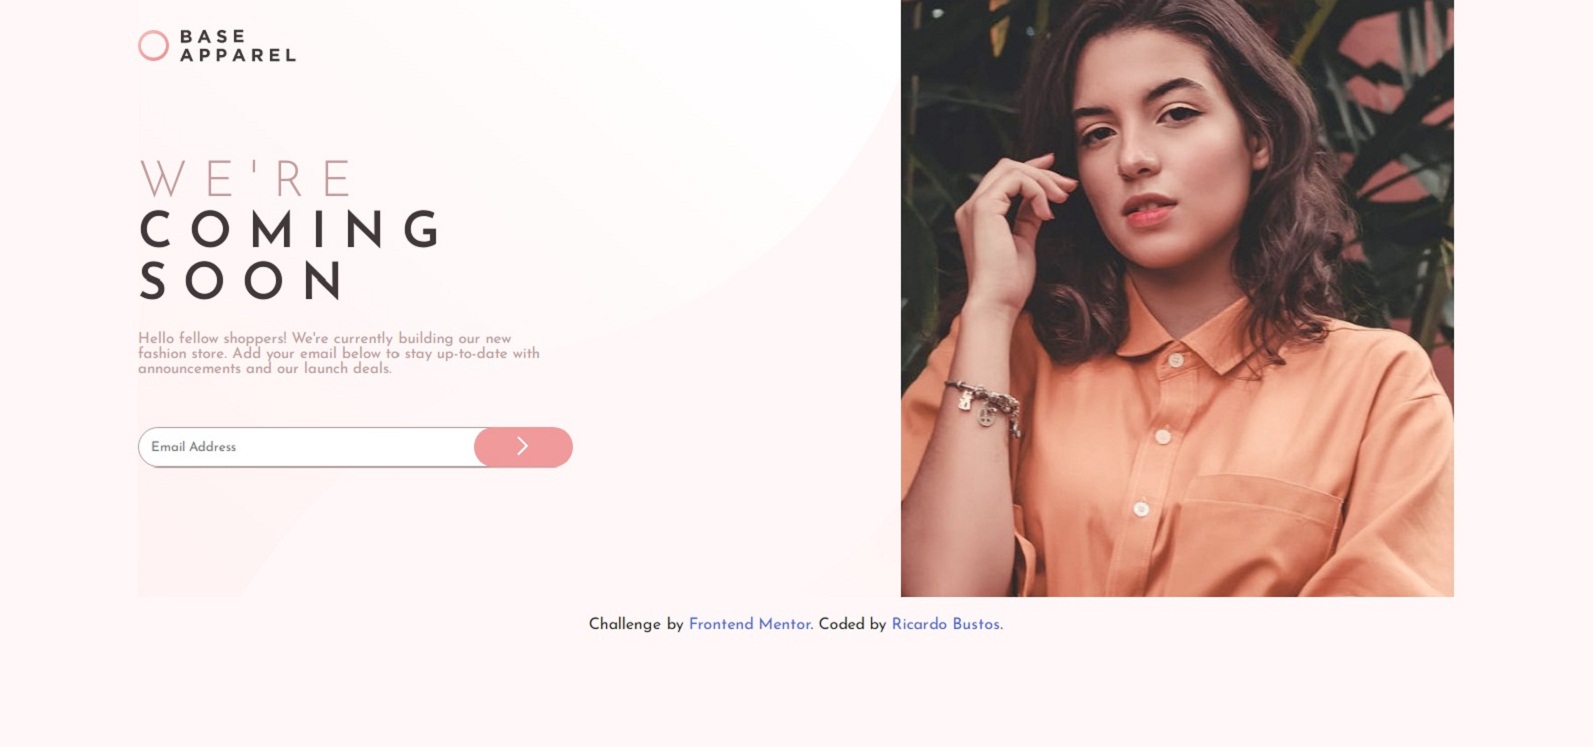 BASE
APPAREL
WE'RE
COMING
SOON
Hello fellow shoppers! We're currently building our new
fashion store. Add your email below to stay up-to-date with
announcements and our launch deals.
Email Address
Challenge by Frontend Mentor. Coded by Ricardo Bustos.